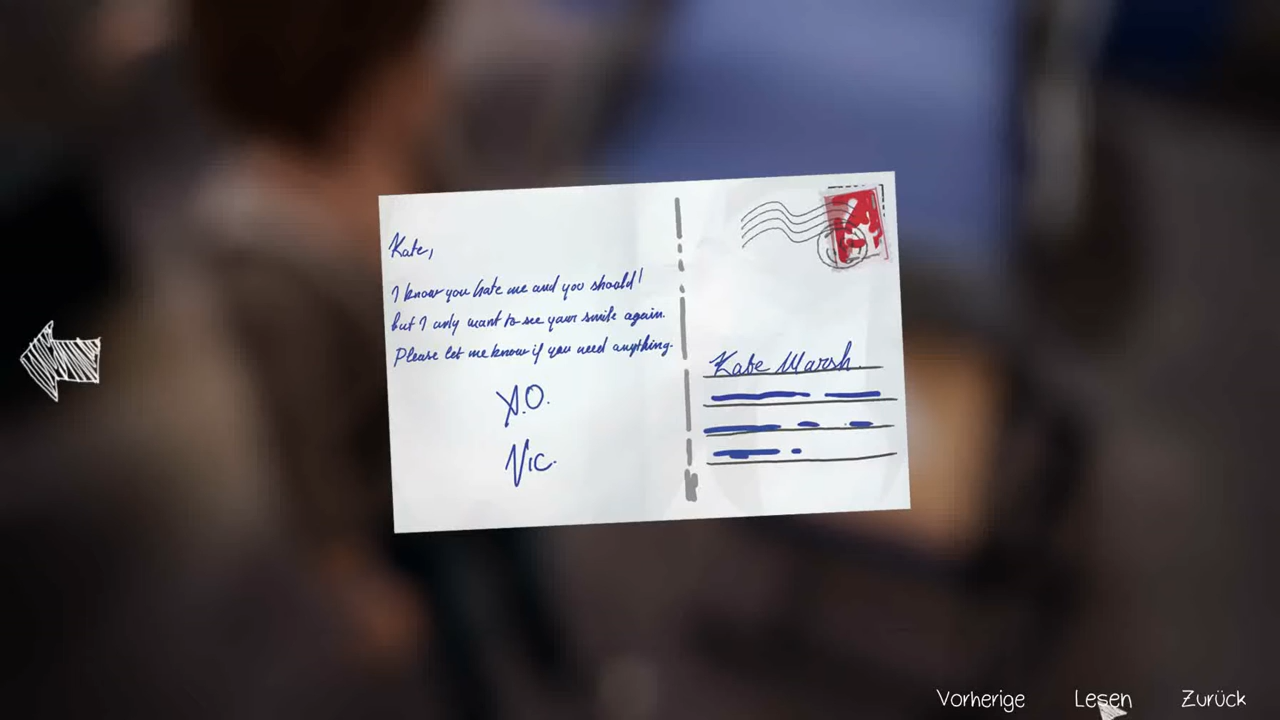 Kate,
I know you hate me and you should!
but I only want to see your smile again.
Please let me know if you need anything.
X.O.
Vic.
Kate Marsh
Vorherige
Lesen
Zurück